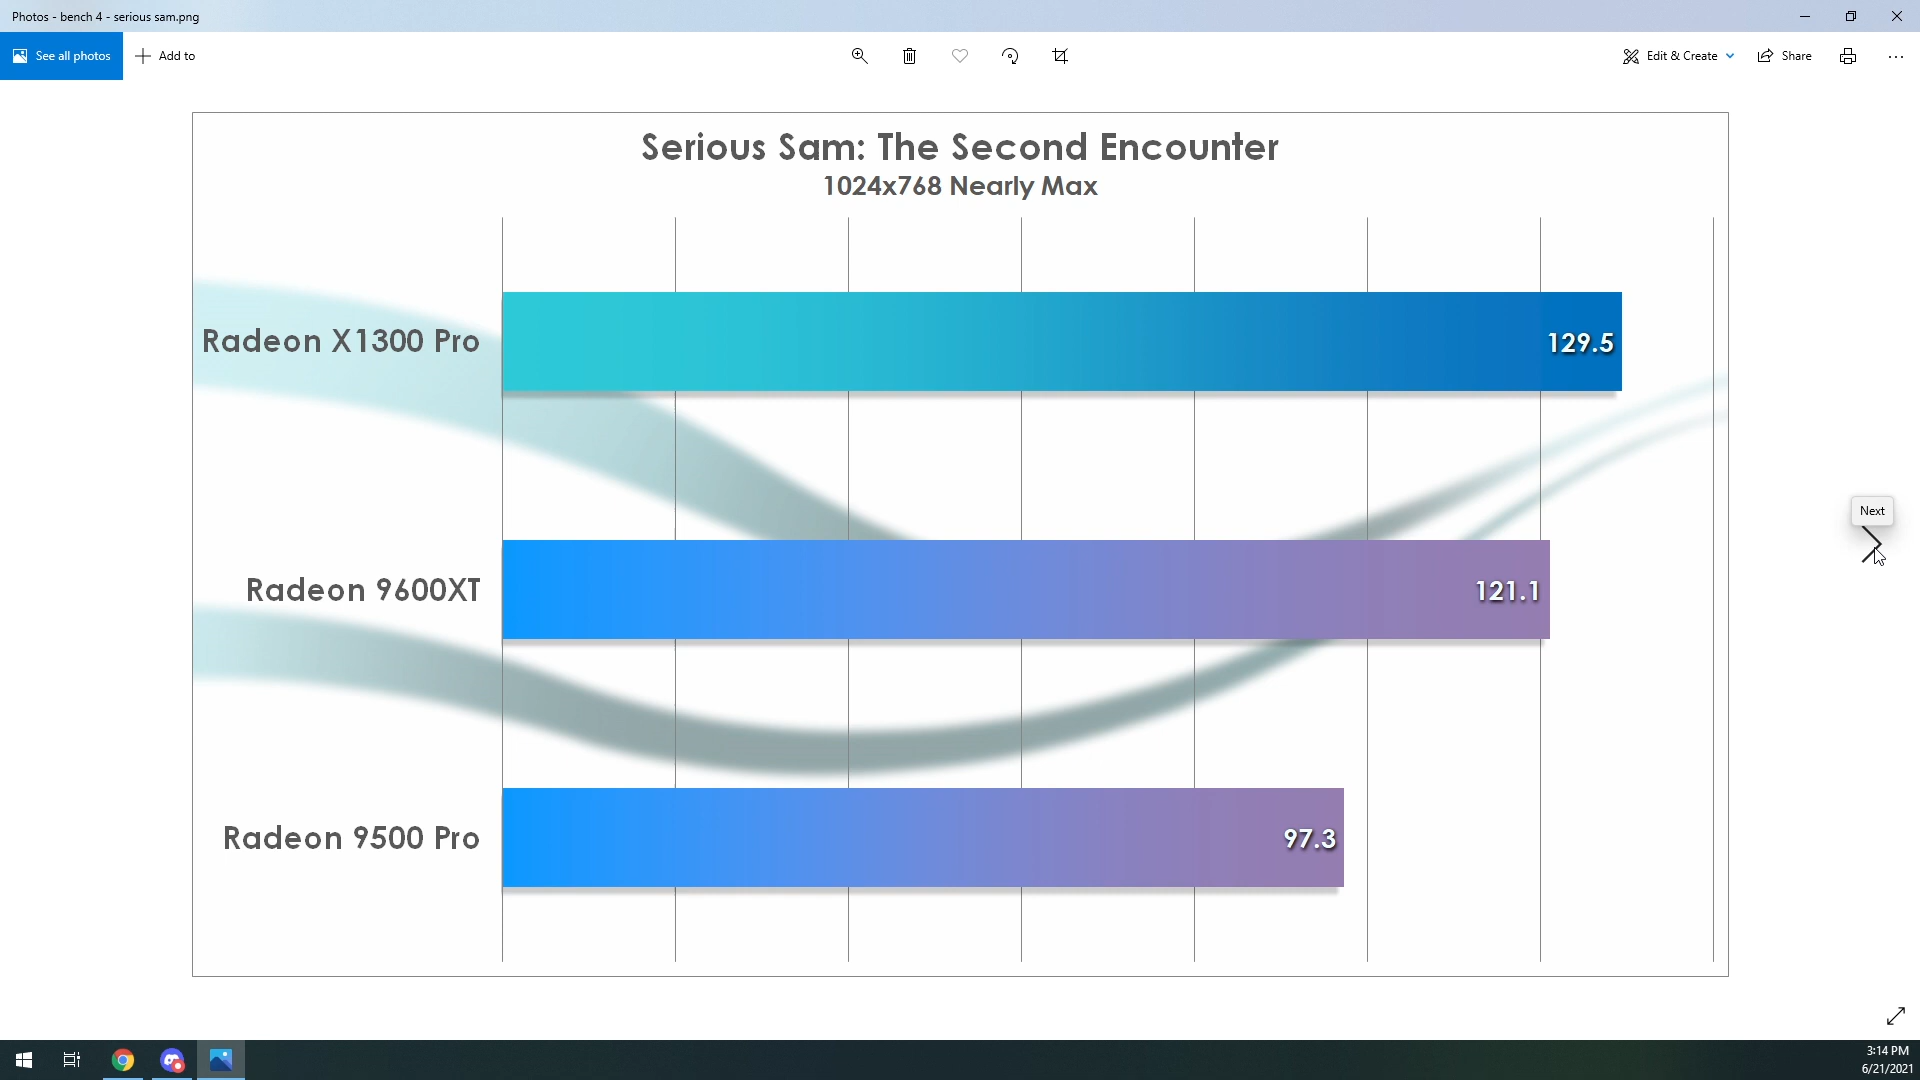 Photos - bench 4 - serious sam.png
See all photos
Add to
Edit & Create
Share
Serious Sam: The Second Encounter
1024x768 Nearly Max
Radeon X1300 Pro
129.5
Next
Radeon 9600XT
121.1
Radeon 9500 Pro
97.3
3:14 PM
6/21/2021